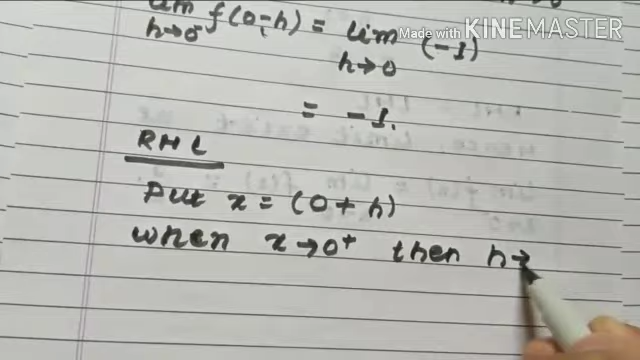 Made with KINEMASTER
lim f(0-h) = lim (-1)
h→0 h→0
= -1.
RHL
Put x = (0+h)
when x→0⁺ then h→